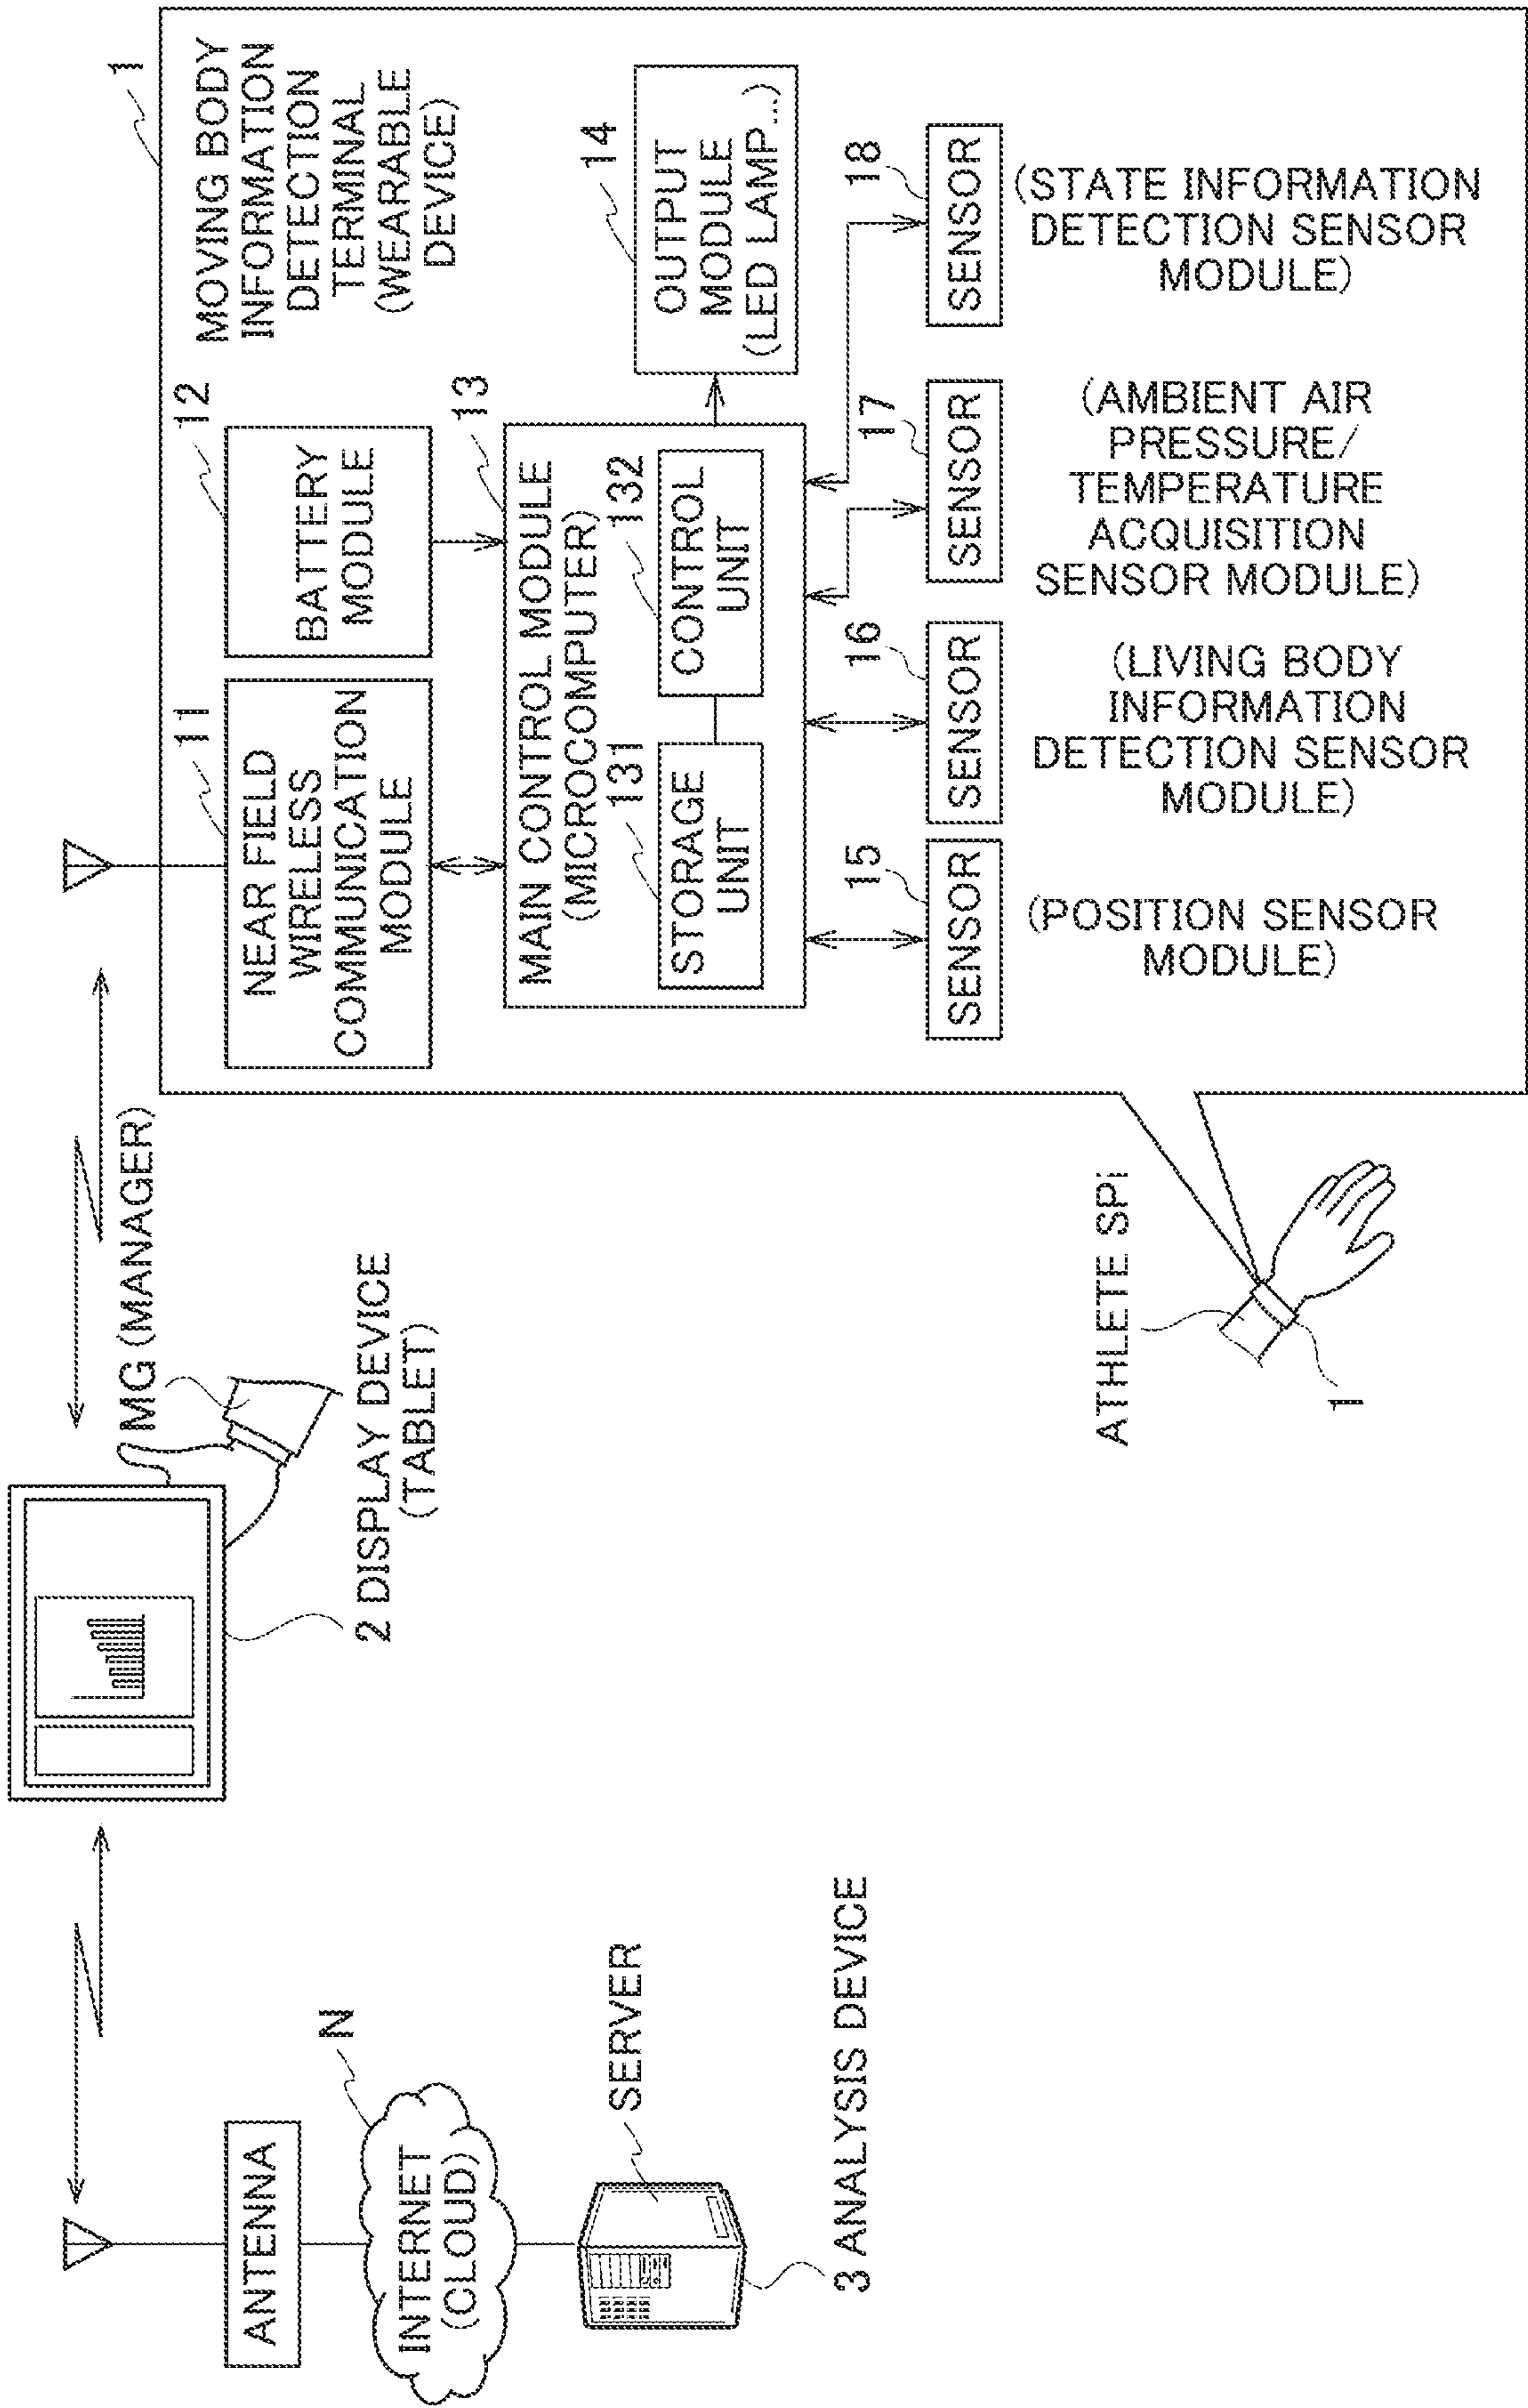 1
MOVING BODY
INFORMATION
DETECTION
TERMINAL
(WEARABLE
DEVICE)
11
NEAR FIELD
WIRELESS
COMMUNICATION
MODULE
12
BATTERY
MODULE
13
MAIN CONTROL MODULE
(MICROCOMPUTER)
131
STORAGE
UNIT
132
CONTROL
UNIT
14
OUTPUT
MODULE
(LED LAMP...)
15
SENSOR
(POSITION SENSOR
MODULE)
16
SENSOR
(LIVING BODY
INFORMATION
DETECTION SENSOR
MODULE)
17
SENSOR
(AMBIENT AIR
PRESSURE/
TEMPERATURE
ACQUISITION
SENSOR MODULE)
18
SENSOR
(STATE INFORMATION
DETECTION SENSOR
MODULE)
MG (MANAGER)
2 DISPLAY DEVICE
(TABLET)
ATHLETE SPi
1
ANTENNA
N
INTERNET
(CLOUD)
SERVER
3 ANALYSIS DEVICE